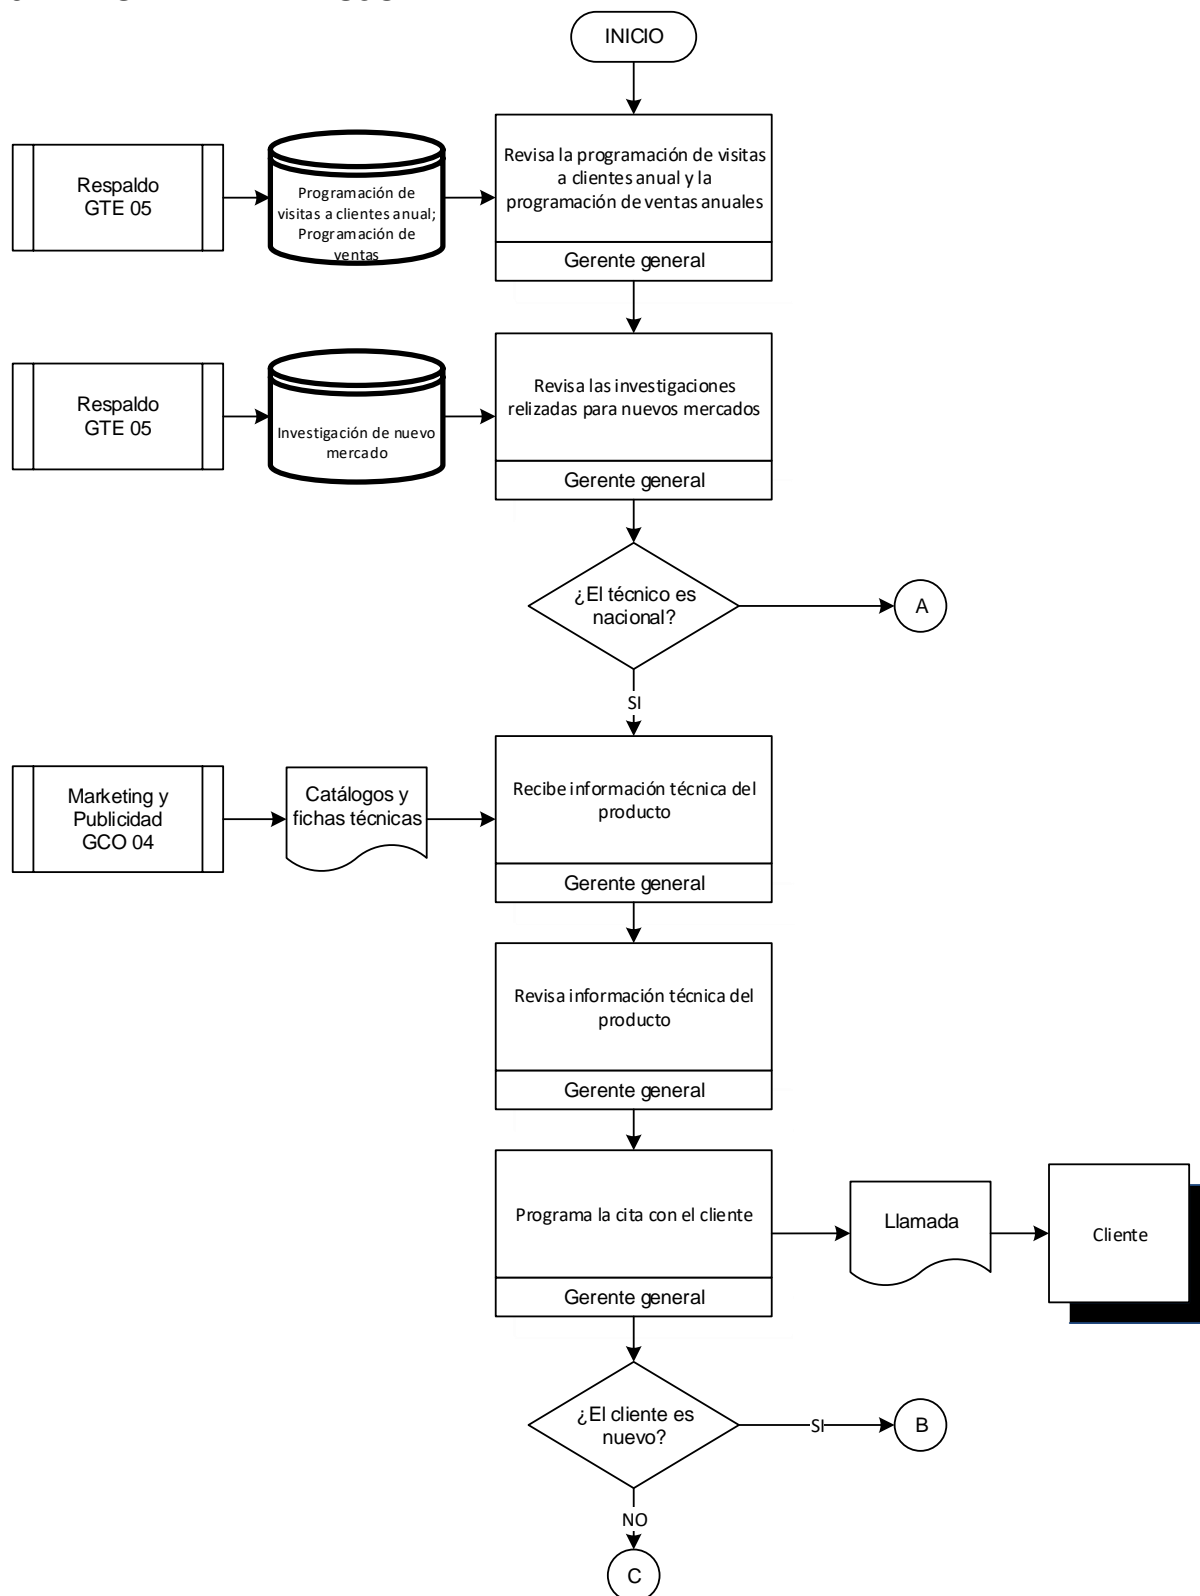 INICIO
Respaldo
GTE 05
Programación de
visitas a clientes anual;
Programación de
ventas
Revisa la programación de visitas
a clientes anual y la
programación de ventas anuales
Gerente general
Respaldo
GTE 05
Investigación de nuevo
mercado
Revisa las investigaciones
relizadas para nuevos mercados
Gerente general
¿El técnico es
nacional?
A
SI
Marketing y
Publicidad
GCO 04
Catálogos y
fichas técnicas
Recibe información técnica del
producto
Gerente general
Revisa información técnica del
producto
Gerente general
Programa la cita con el cliente
Gerente general
Llamada
Cliente
¿El cliente es
nuevo?
SI
B
NO
C